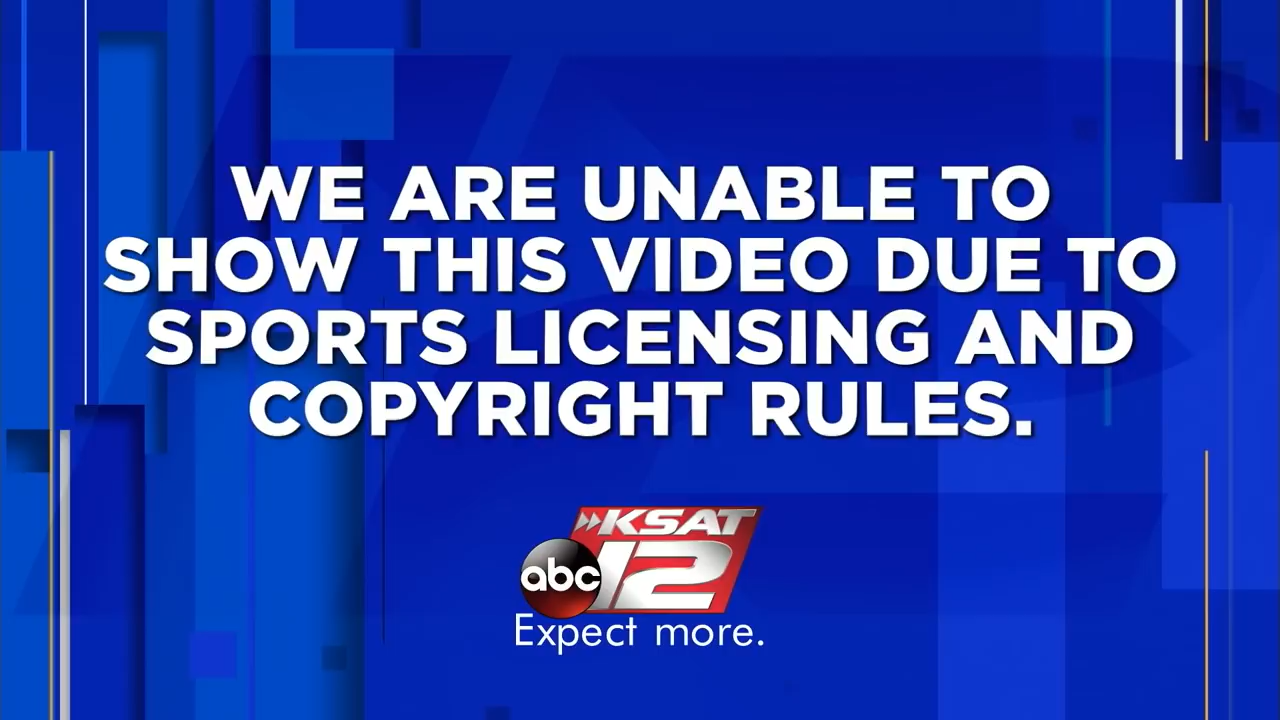 WE ARE UNABLE TO
SHOW THIS VIDEO DUE TO
SPORTS LICENSING AND
COPYRIGHT RULES.
KSAT
abc 12
Expect more.